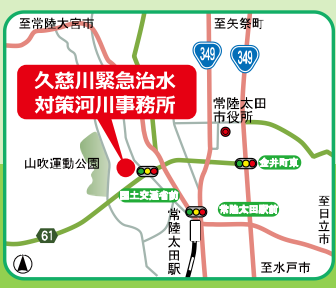 至常陸大宮市
至矢祭町
349
349
久慈川緊急治水
対策河川事務所
常陸太田
市役所
山吹運動公園
金井町東
国土交通省前
常陸太田駅前
61
常陸太田駅
至日立市
至水戸市